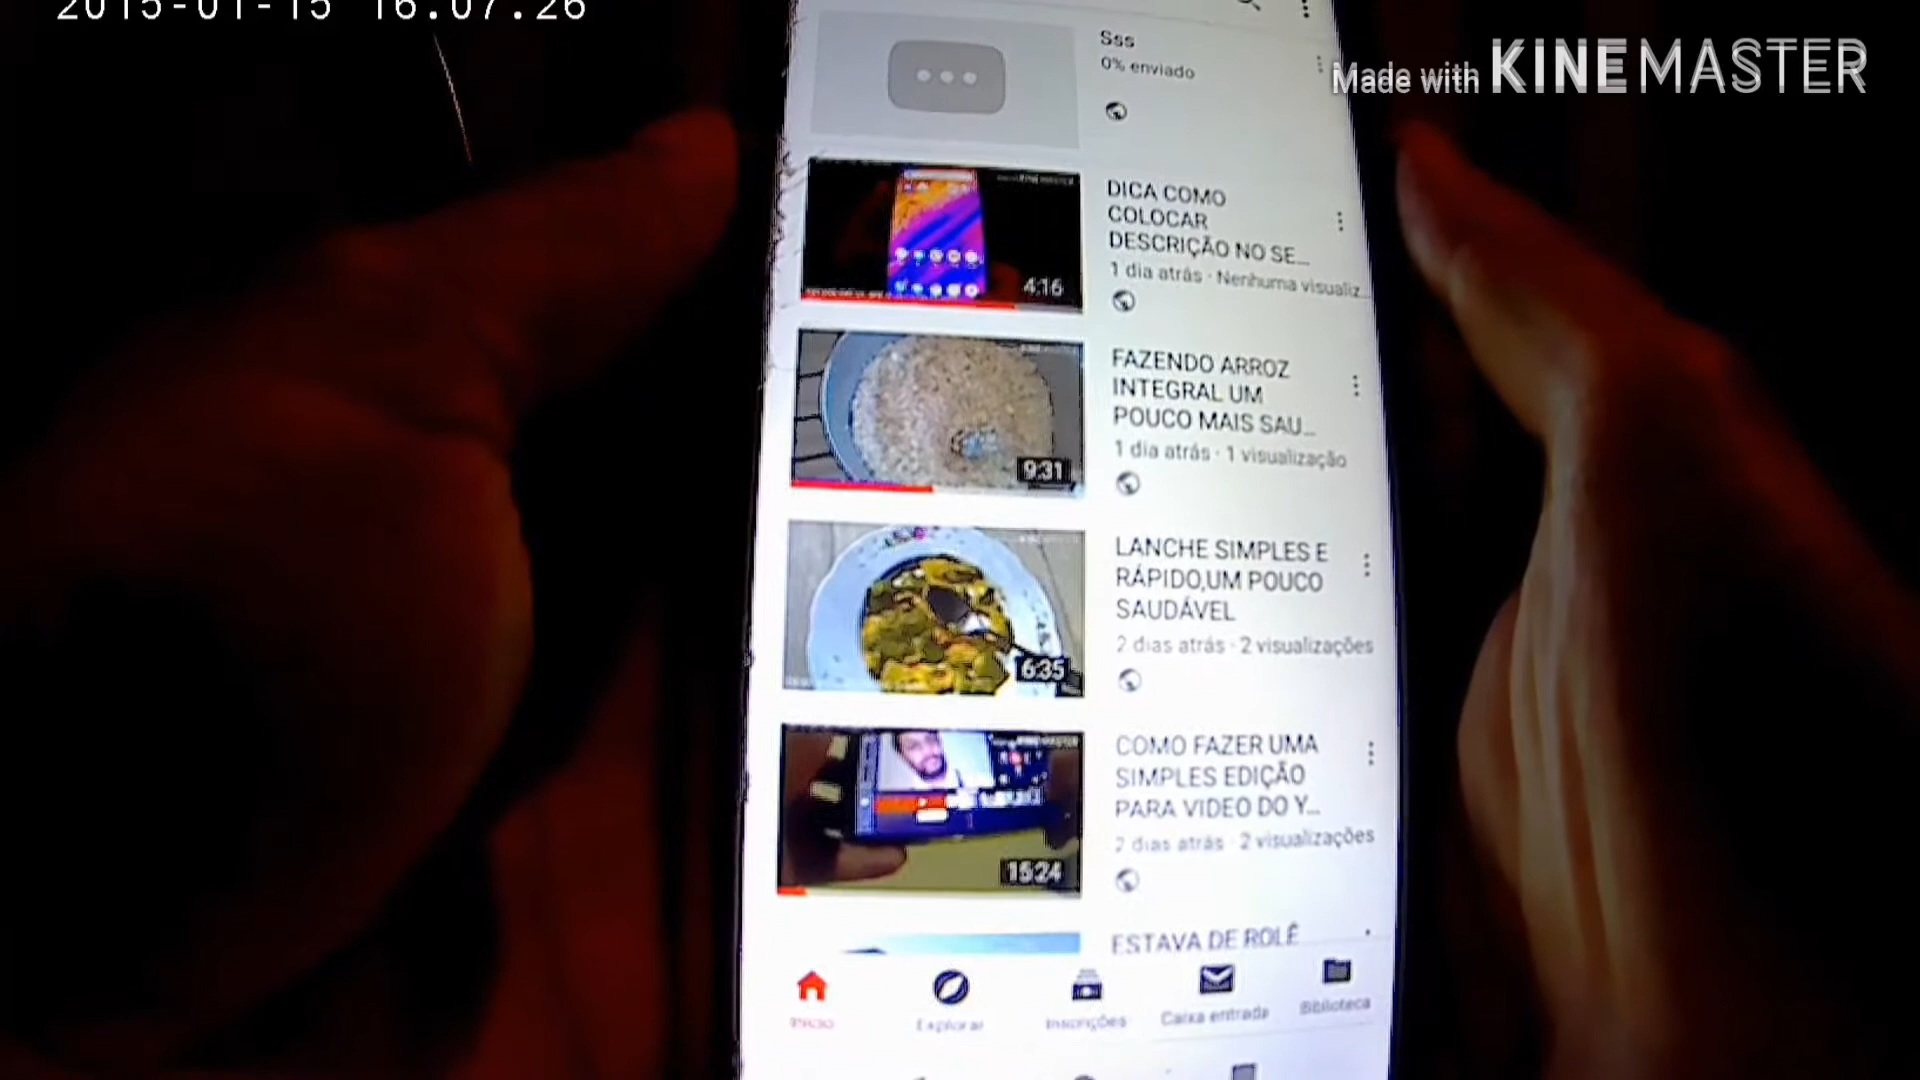 2015-01-15 16:07:26
Made with KINEMASTER
Sss
0% enviado
DICA COMO
COLOCAR
DESCRIÇÃO NO SE...
1 dia atrás · Nenhuma visualiz...
4:16
FAZENDO ARROZ
INTEGRAL UM
POUCO MAIS SAU...
1 dia atrás · 1 visualização
9:31
LANCHE SIMPLES E
RÁPIDO,UM POUCO
SAUDÁVEL
2 dias atrás · 2 visualizações
6:35
COMO FAZER UMA
SIMPLES EDIÇÃO
PARA VIDEO DO Y...
2 dias atrás · 2 visualizações
15:24
ESTAVA DE ROLÊ
Início
Explorar
Inscrições
Caixa entrada
Biblioteca